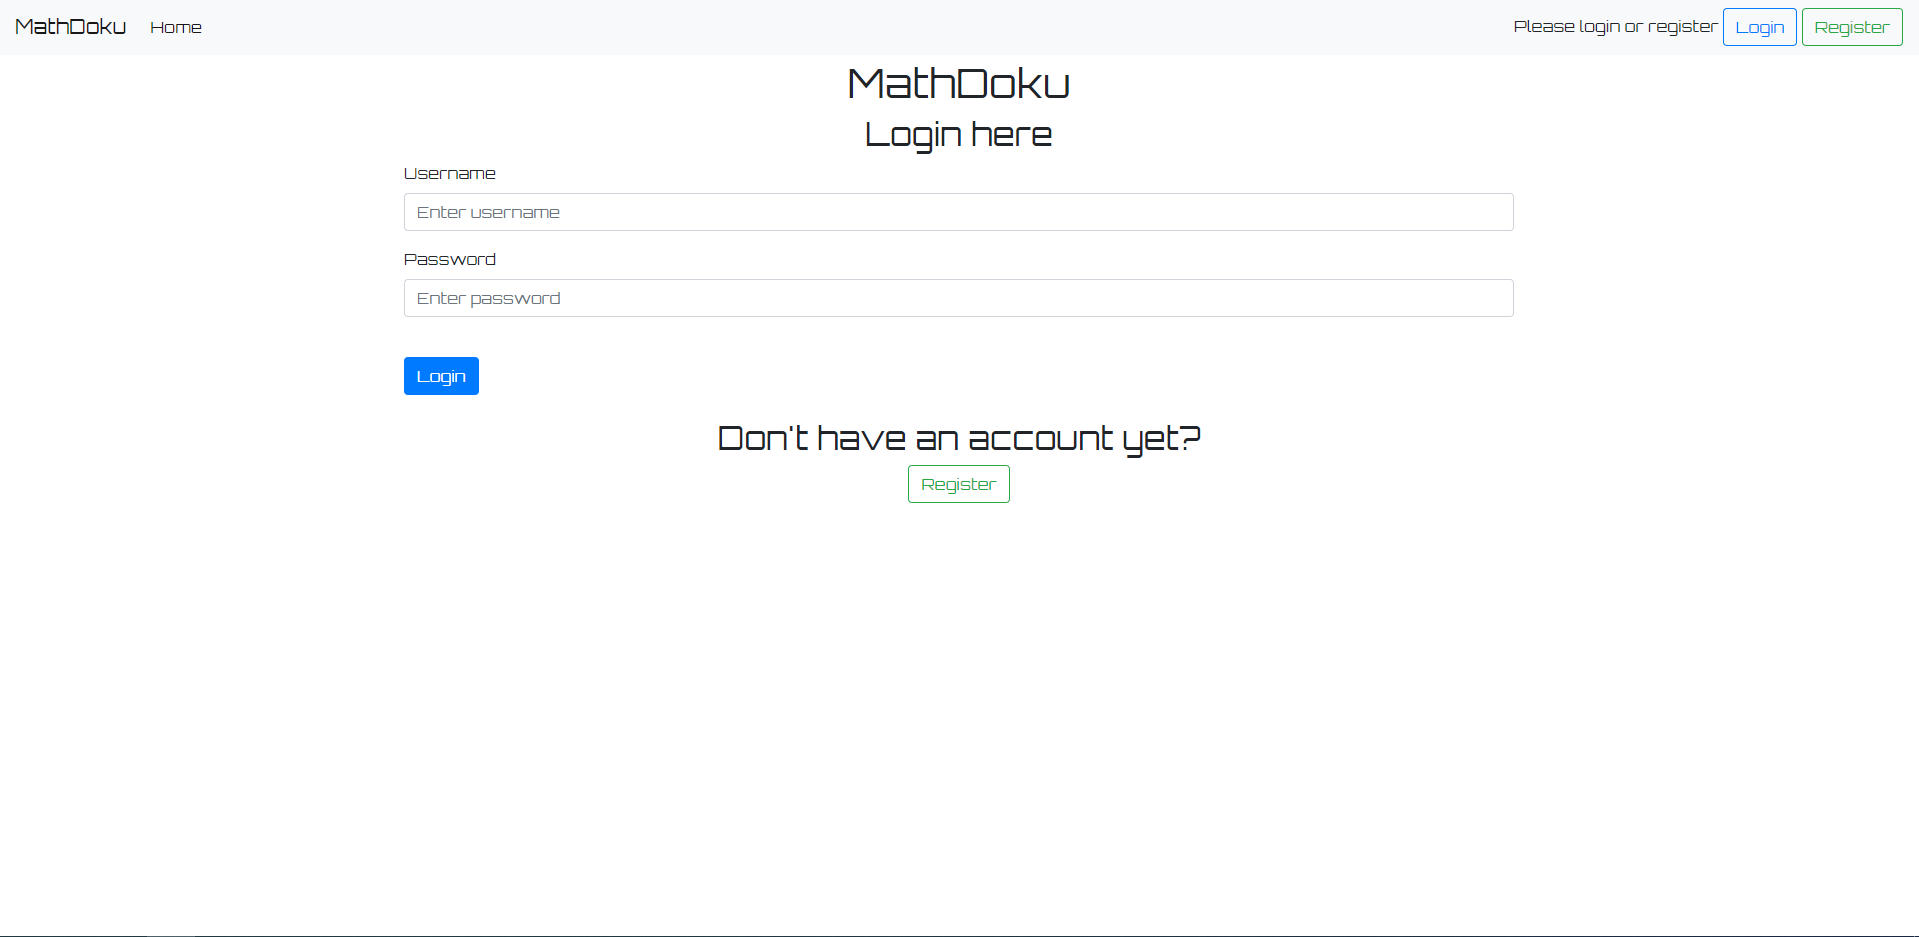 MathDoku Home Please login or register Login Register
MathDoku
Login here
Username
Enter username
Password
Enter password
Login
Don't have an account yet?
Register